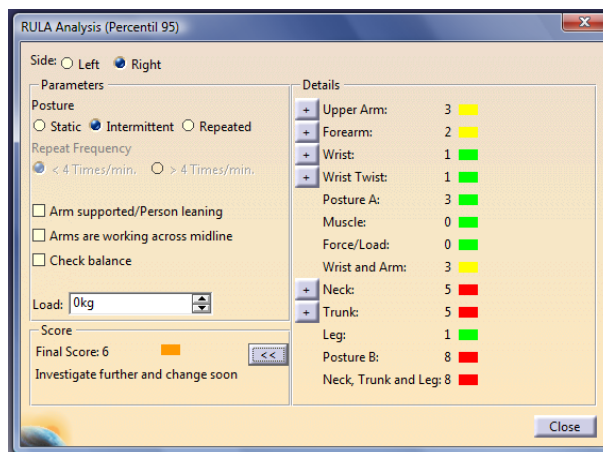 RULA Analysis (Percentil 95)
Side: Left Right
Parameters
Posture
Static Intermittent Repeated
Repeat Frequency
< 4 Times/min. > 4 Times/min.
Arm supported/Person leaning
Arms are working across midline
Check balance
Load: 0kg
Score
Final Score: 6
<<
Investigate further and change soon
Details
+ Upper Arm: 3
+ Forearm: 2
+ Wrist: 1
+ Wrist Twist: 1
Posture A: 3
Muscle: 0
Force/Load: 0
Wrist and Arm: 3
+ Neck: 5
+ Trunk: 5
Leg: 1
Posture B: 8
Neck, Trunk and Leg: 8
Close